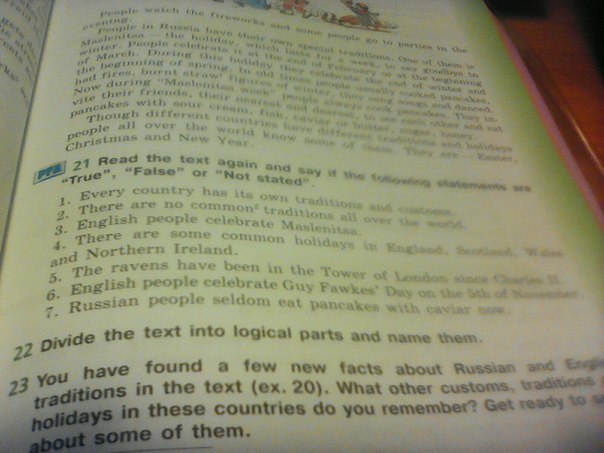 People watch the fireworks and some people go to parties in the
evening.
People in Russia have their own special traditions. One of them is
Maslenitsa — the holiday, which lasts for a week, to say goodbye to
winter. People celebrate it at the end of February or at the beginning
of March. During this holiday they celebrate the end of winter and
the beginning of spring. In old times people usually cooked pancakes,
had fires, burnt straw figures of winter, sang songs and danced.
Now during "Maslenitsa week" people always cook pancakes. They in-
vite their friends, their nearest and dearest, to see each other and eat
pancakes with sour cream, fish, caviar or butter, sugar, honey
Though different countries have different traditions and holidays
people all over the world know some of them. They are — Easter,
Christmas and New Year.
21 Read the text again and say if the following statements are
"True", "False" or "Not stated".
1. Every country has its own traditions and customs.
2. There are no common² traditions all over the world.
3. English people celebrate Maslenitsa.
4. There are some common holidays in England, Scotland, Wales
and Northern Ireland.
5. The ravens have been in the Tower of London since Charles II.
6. English people celebrate Guy Fawkes' Day on the 5th of November.
7. Russian people seldom eat pancakes with caviar now.
22 Divide the text into logical parts and name them.
23 You have found a few new facts about Russian and Engl
traditions in the text (ex. 20). What other customs, traditions
holidays in these countries do you remember? Get ready to
about some of them.